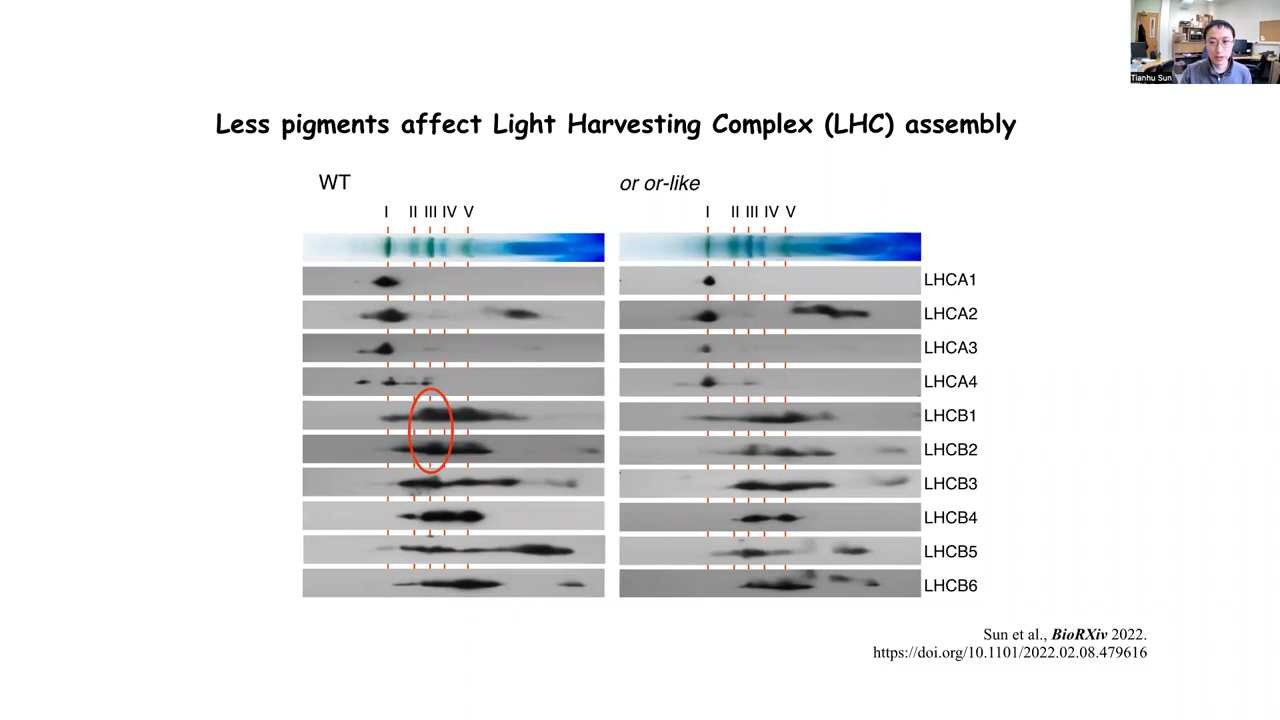 Tianhu Sun
Less pigments affect Light Harvesting Complex (LHC) assembly
WT
or or-like
I II III IV V
I II III IV V
LHCA1
LHCA2
LHCA3
LHCA4
LHCB1
LHCB2
LHCB3
LHCB4
LHCB5
LHCB6
Sun et al., BioRXiv 2022.
https://doi.org/10.1101/2022.02.08.479616